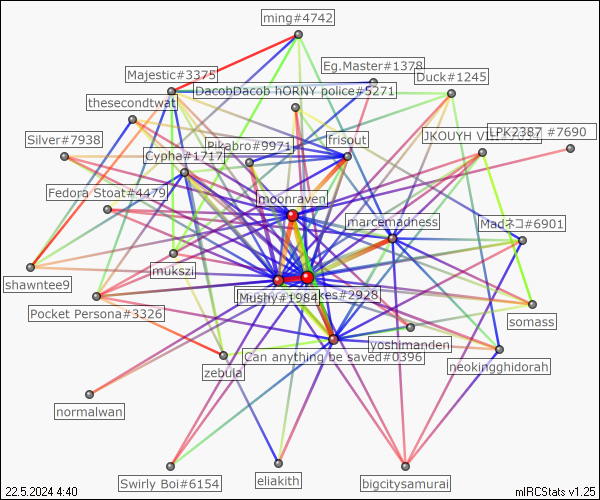 ming#4742
Eg.Master#1378
Majestic#3375
Duck#1245
DacobDacob hORNY police#5271
thesecondtwat
Silver#7938
frisout
JKOUYH
LPK2387 #7690
Pikabro#9971
Cypha#1717
Fedora Stoat#4479
moonraven
marcemadness
Madネコ#6901
mukszi
shawntee9
Mushy#1984
kes#2928
Pocket Persona#3326
somass
yoshimanden
Can anything be saved#0396
zebula
neokingghidorah
normalwan
Swirly Boi#6154
eliakith
bigcitysamurai
22.5.2024 4:40
mIRCStats v1.25